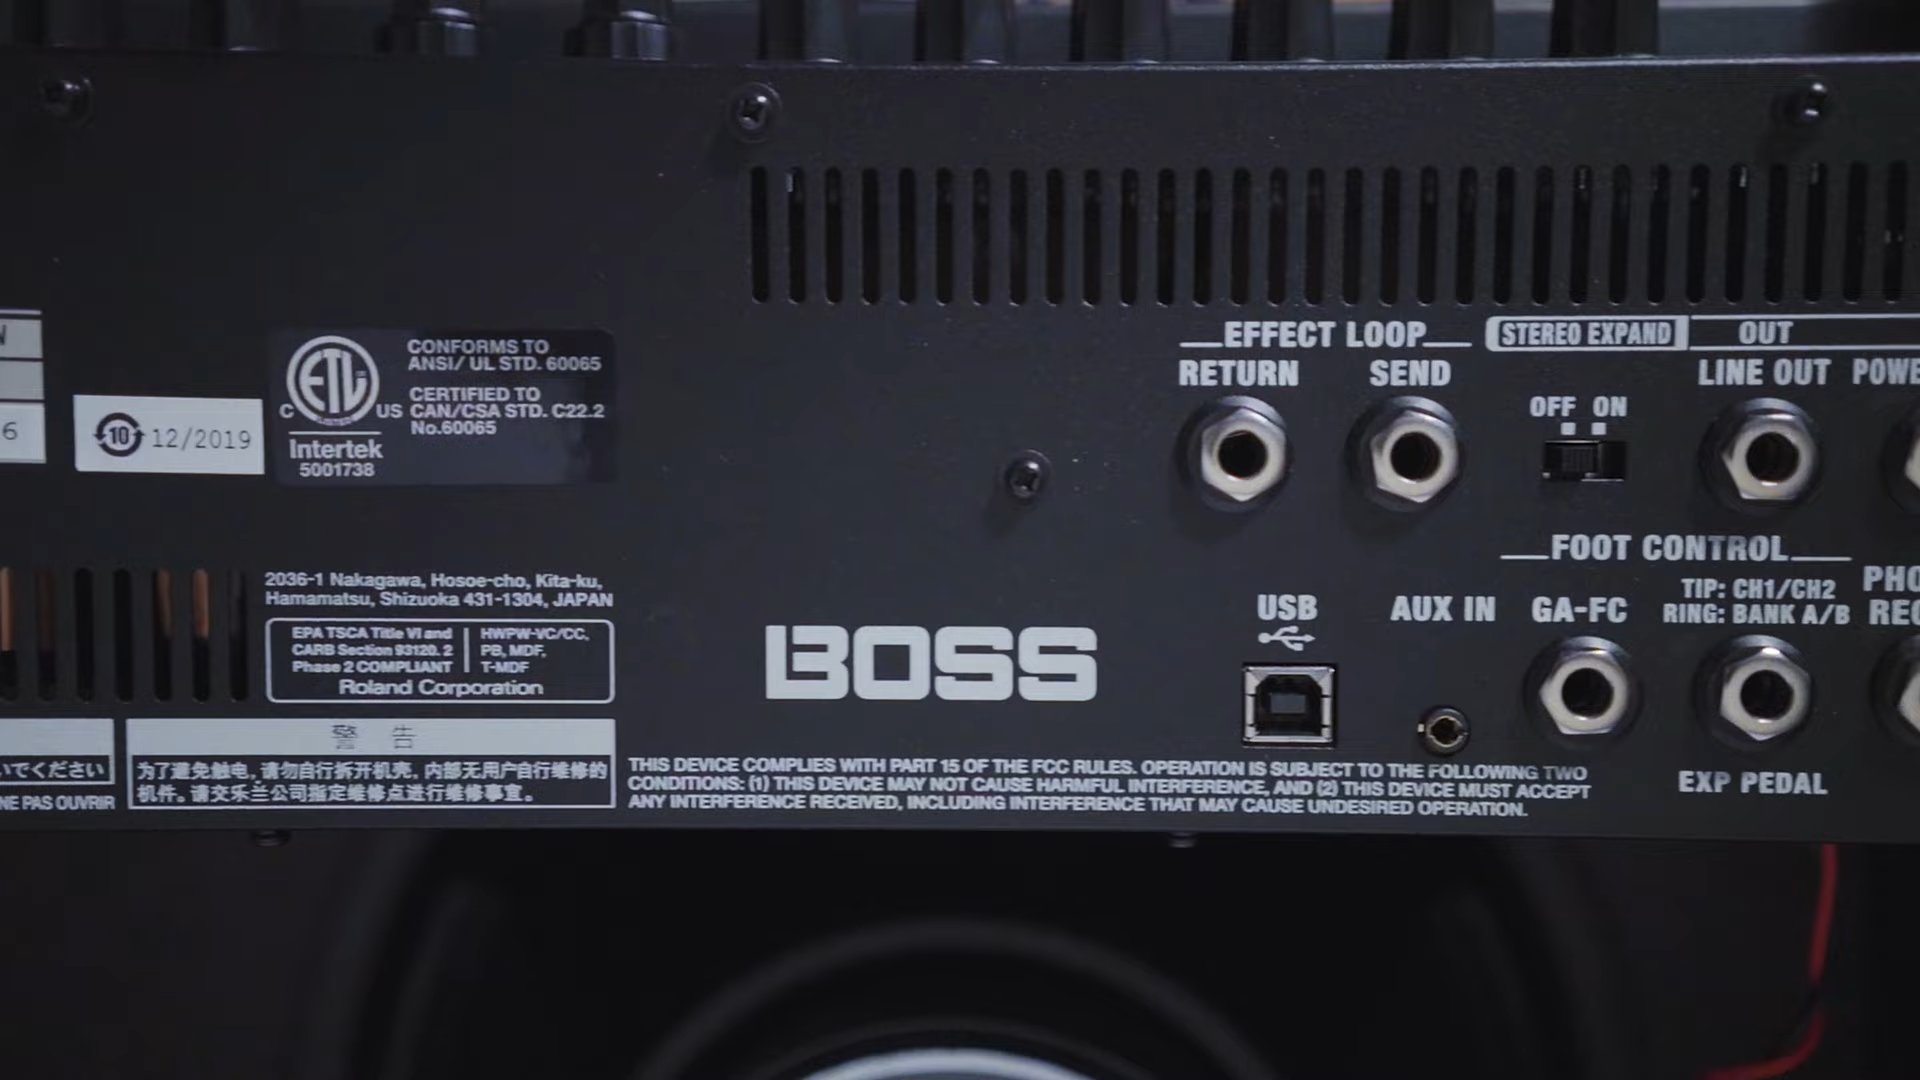 EFFECT LOOP
RETURN
SEND
STEREO EXPAND
OUT
LINE OUT
OFF ON
6
10 12/2019
ETL
C US
LISTED
Intertek
5001738
CONFORMS TO
ANSI/ UL STD. 60065
CERTIFIED TO
CAN/CSA STD. C22.2
No.60065
2036-1 Nakagawa, Hosoe-cho, Kita-ku,
Hamamatsu, Shizuoka 431-1304, JAPAN
EPA TSCA Title VI and
CARB Section 93120. 2
Phase 2 COMPLIANT
HWPW-VC/CC,
PB, MDF,
T-MDF
Roland Corporation
BOSS
FOOT CONTROL
USB
AUX IN
GA-FC
TIP: CH1/CH2
RING: BANK A/B
EXP PEDAL
いでください
NE PAS OUVRIR
警 告
为了避免触电，请勿自行拆开机壳，内部无用户自行维修的
机件。请交乐兰公司指定维修点进行维修事宜。
THIS DEVICE COMPLIES WITH PART 15 OF THE FCC RULES. OPERATION IS SUBJECT TO THE FOLLOWING TWO
CONDITIONS: (1) THIS DEVICE MAY NOT CAUSE HARMFUL INTERFERENCE, AND (2) THIS DEVICE MUST ACCEPT
ANY INTERFERENCE RECEIVED, INCLUDING INTERFERENCE THAT MAY CAUSE UNDESIRED OPERATION.